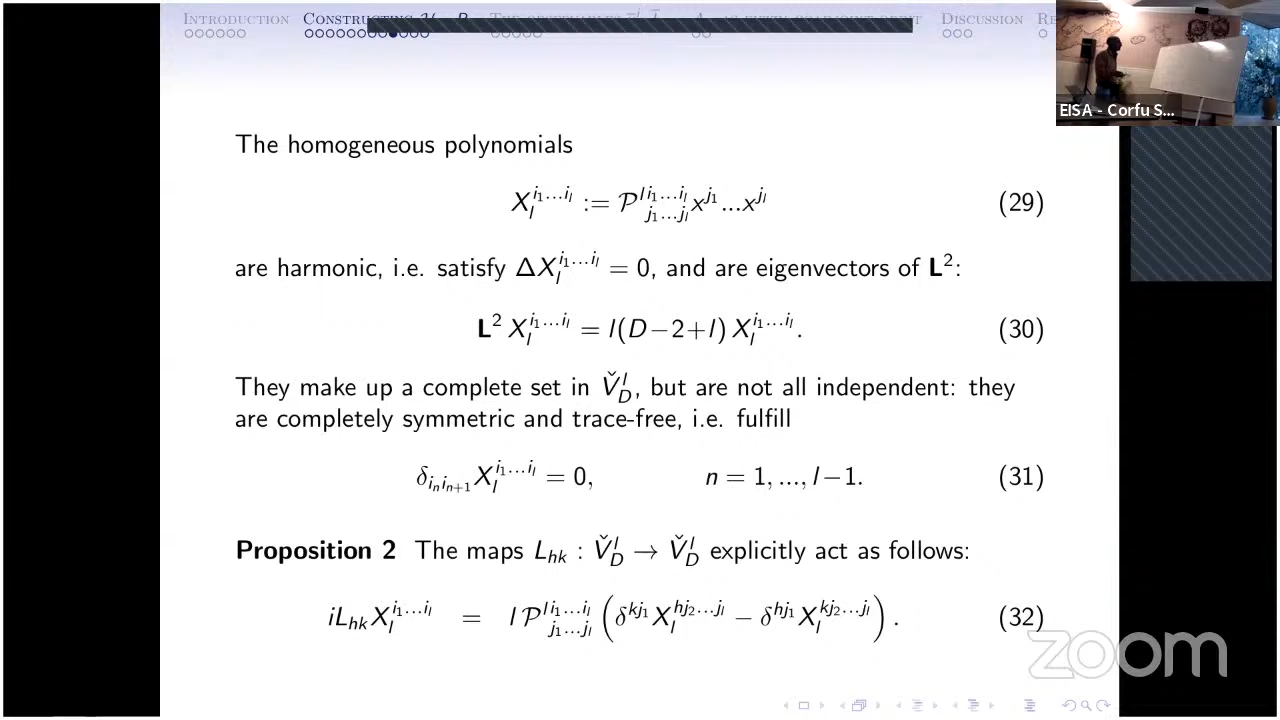 INTRODUCTION CONSTRUCTING DISCUSSION
EISA - Corfu S...
The homogeneous polynomials
X_l^{i_1...i_l} := 𝒫^{l i_1...i_l}_{j_1...j_l} x^{j_1}...x^{j_l} (29)
are harmonic, i.e. satisfy ΔX_l^{i_1...i_l} = 0, and are eigenvectors of L²:
L² X_l^{i_1...i_l} = l(D−2+l) X_l^{i_1...i_l}. (30)
They make up a complete set in V̌_D^l, but are not all independent: they
are completely symmetric and trace-free, i.e. fulfill
δ_{i_n i_{n+1}} X_l^{i_1...i_l} = 0, n = 1, ..., l−1. (31)
Proposition 2 The maps L_{hk} : V̌_D^l → V̌_D^l explicitly act as follows:
iL_{hk} X_l^{i_1...i_l} = l 𝒫^{l i_1...i_l}_{j_1...j_l} (δ^{kj_1} X_l^{hj_2...j_l} − δ^{hj_1} X_l^{kj_2...j_l}). (32)
zoom